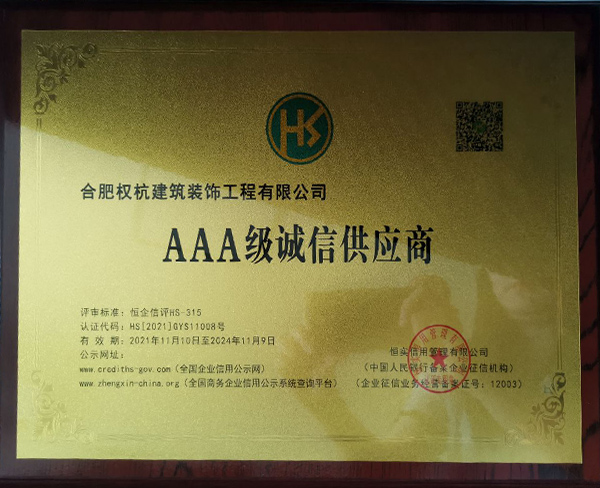 HS
合肥权杭建筑装饰工程有限公司
AAA级诚信供应商
评审标准：恒企信评HS-315
认证代码：HS[2021]GYS11008号
有 效 期：2021年11月10日至2024年11月9日
公示网址：
www.crediths-gov.com（全国企业信用公示网）
www.zhengxin-china.org（全国商务企业信用公示系统查询平台）
恒实信用管理有限公司
（中国人民银行备案企业征信机构）
（企业征信业务经营备案证号：12003）